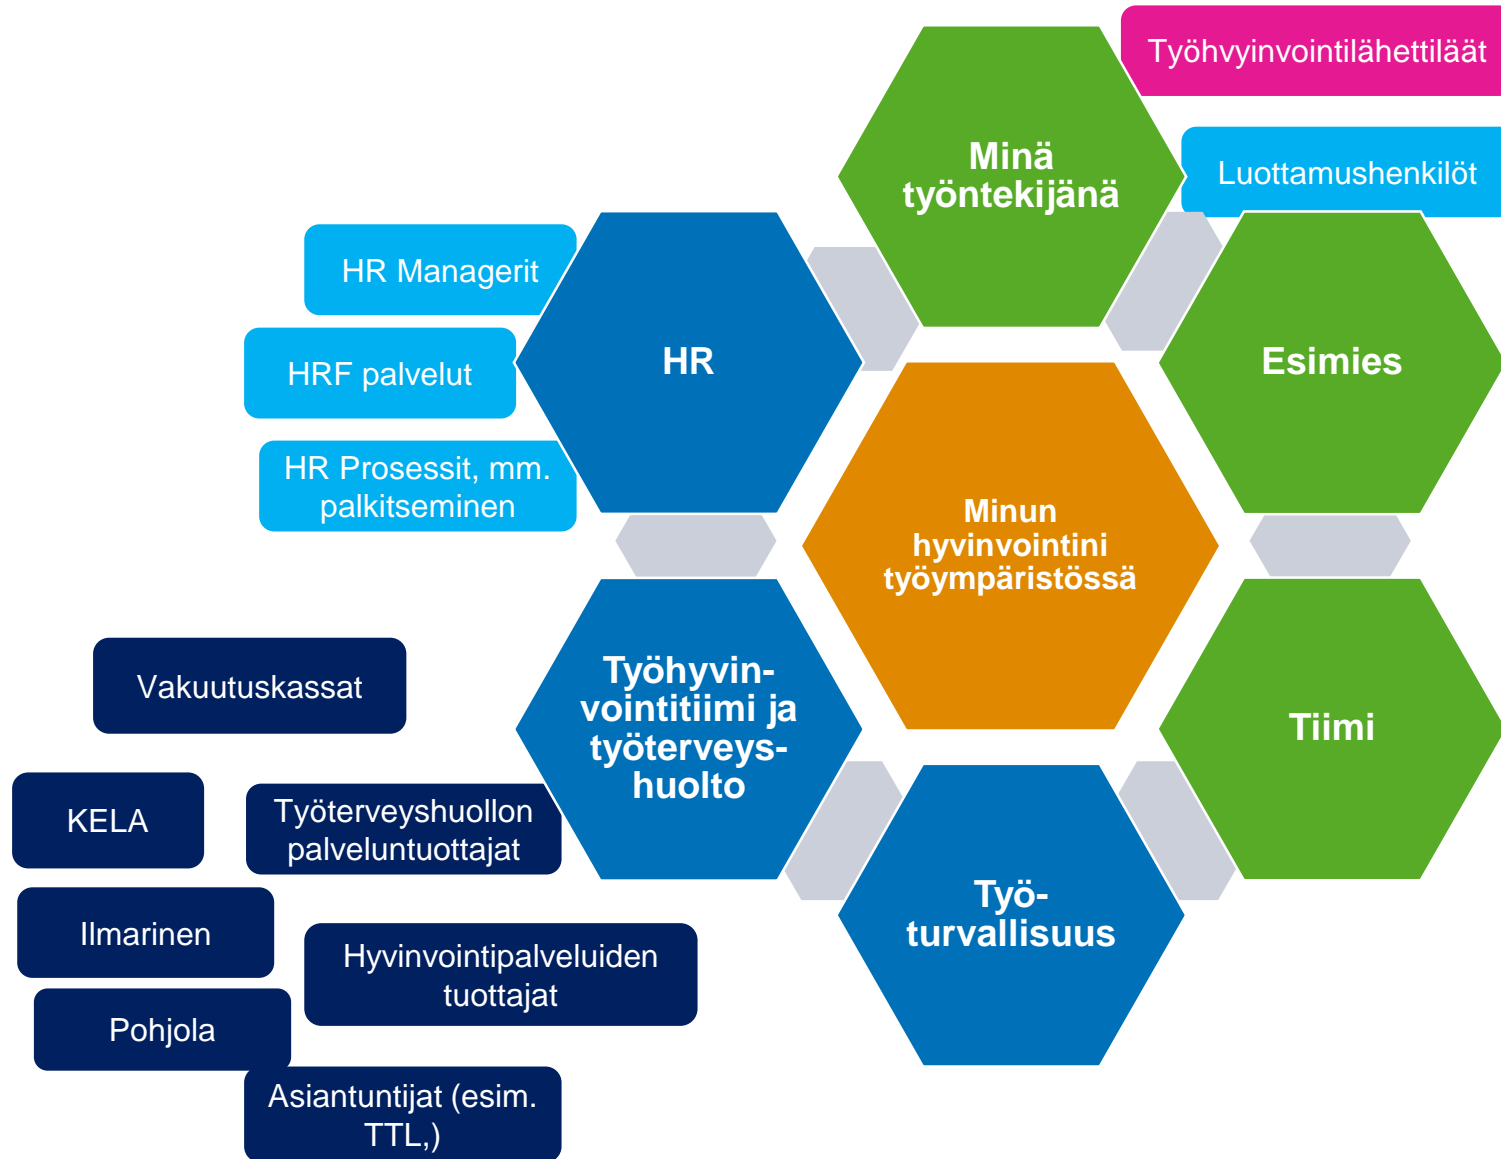 Työhvyinvointilähettiläät
Minä
työntekijänä
Luottamushenkilöt
HR Managerit
HR
Esimies
HRF palvelut
HR Prosessit, mm.
palkitseminen
Minun
hyvinvointini
työympäristössä
Vakuutuskassat
Työhyvin-
vointitiimi ja
työterveys-
huolto
Tiimi
KELA
Työterveyshuollon
palveluntuottajat
Ilmarinen
Hyvinvointipalveluiden
tuottajat
Työ-
turvallisuus
Pohjola
Asiantuntijat (esim.
TTL,)